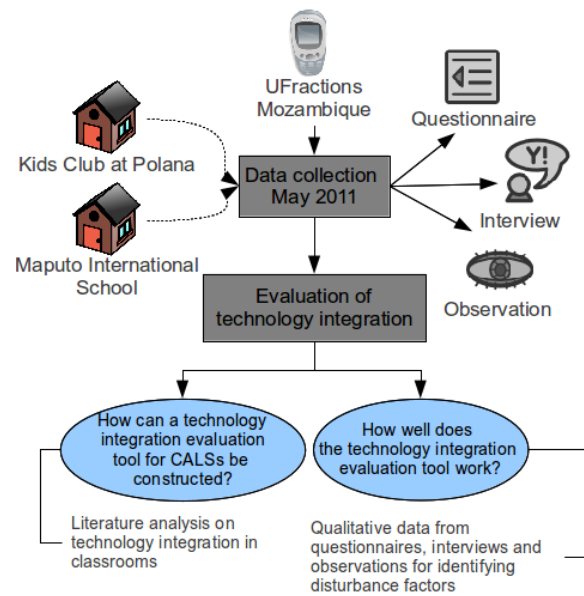 UFractions
Mozambique
Questionnaire
Kids Club at Polana
Data collection
May 2011
Y!
Interview
Maputo International
School
Observation
Evaluation of
technology integration
How can a technology
integration evaluation
tool for CALSs be
constructed?
How well does
the technology integration
evaluation tool work?
Literature analysis on
technology integration in
classrooms
Qualitative data from
questionnaires, interviews and
observations for identifying
disturbance factors